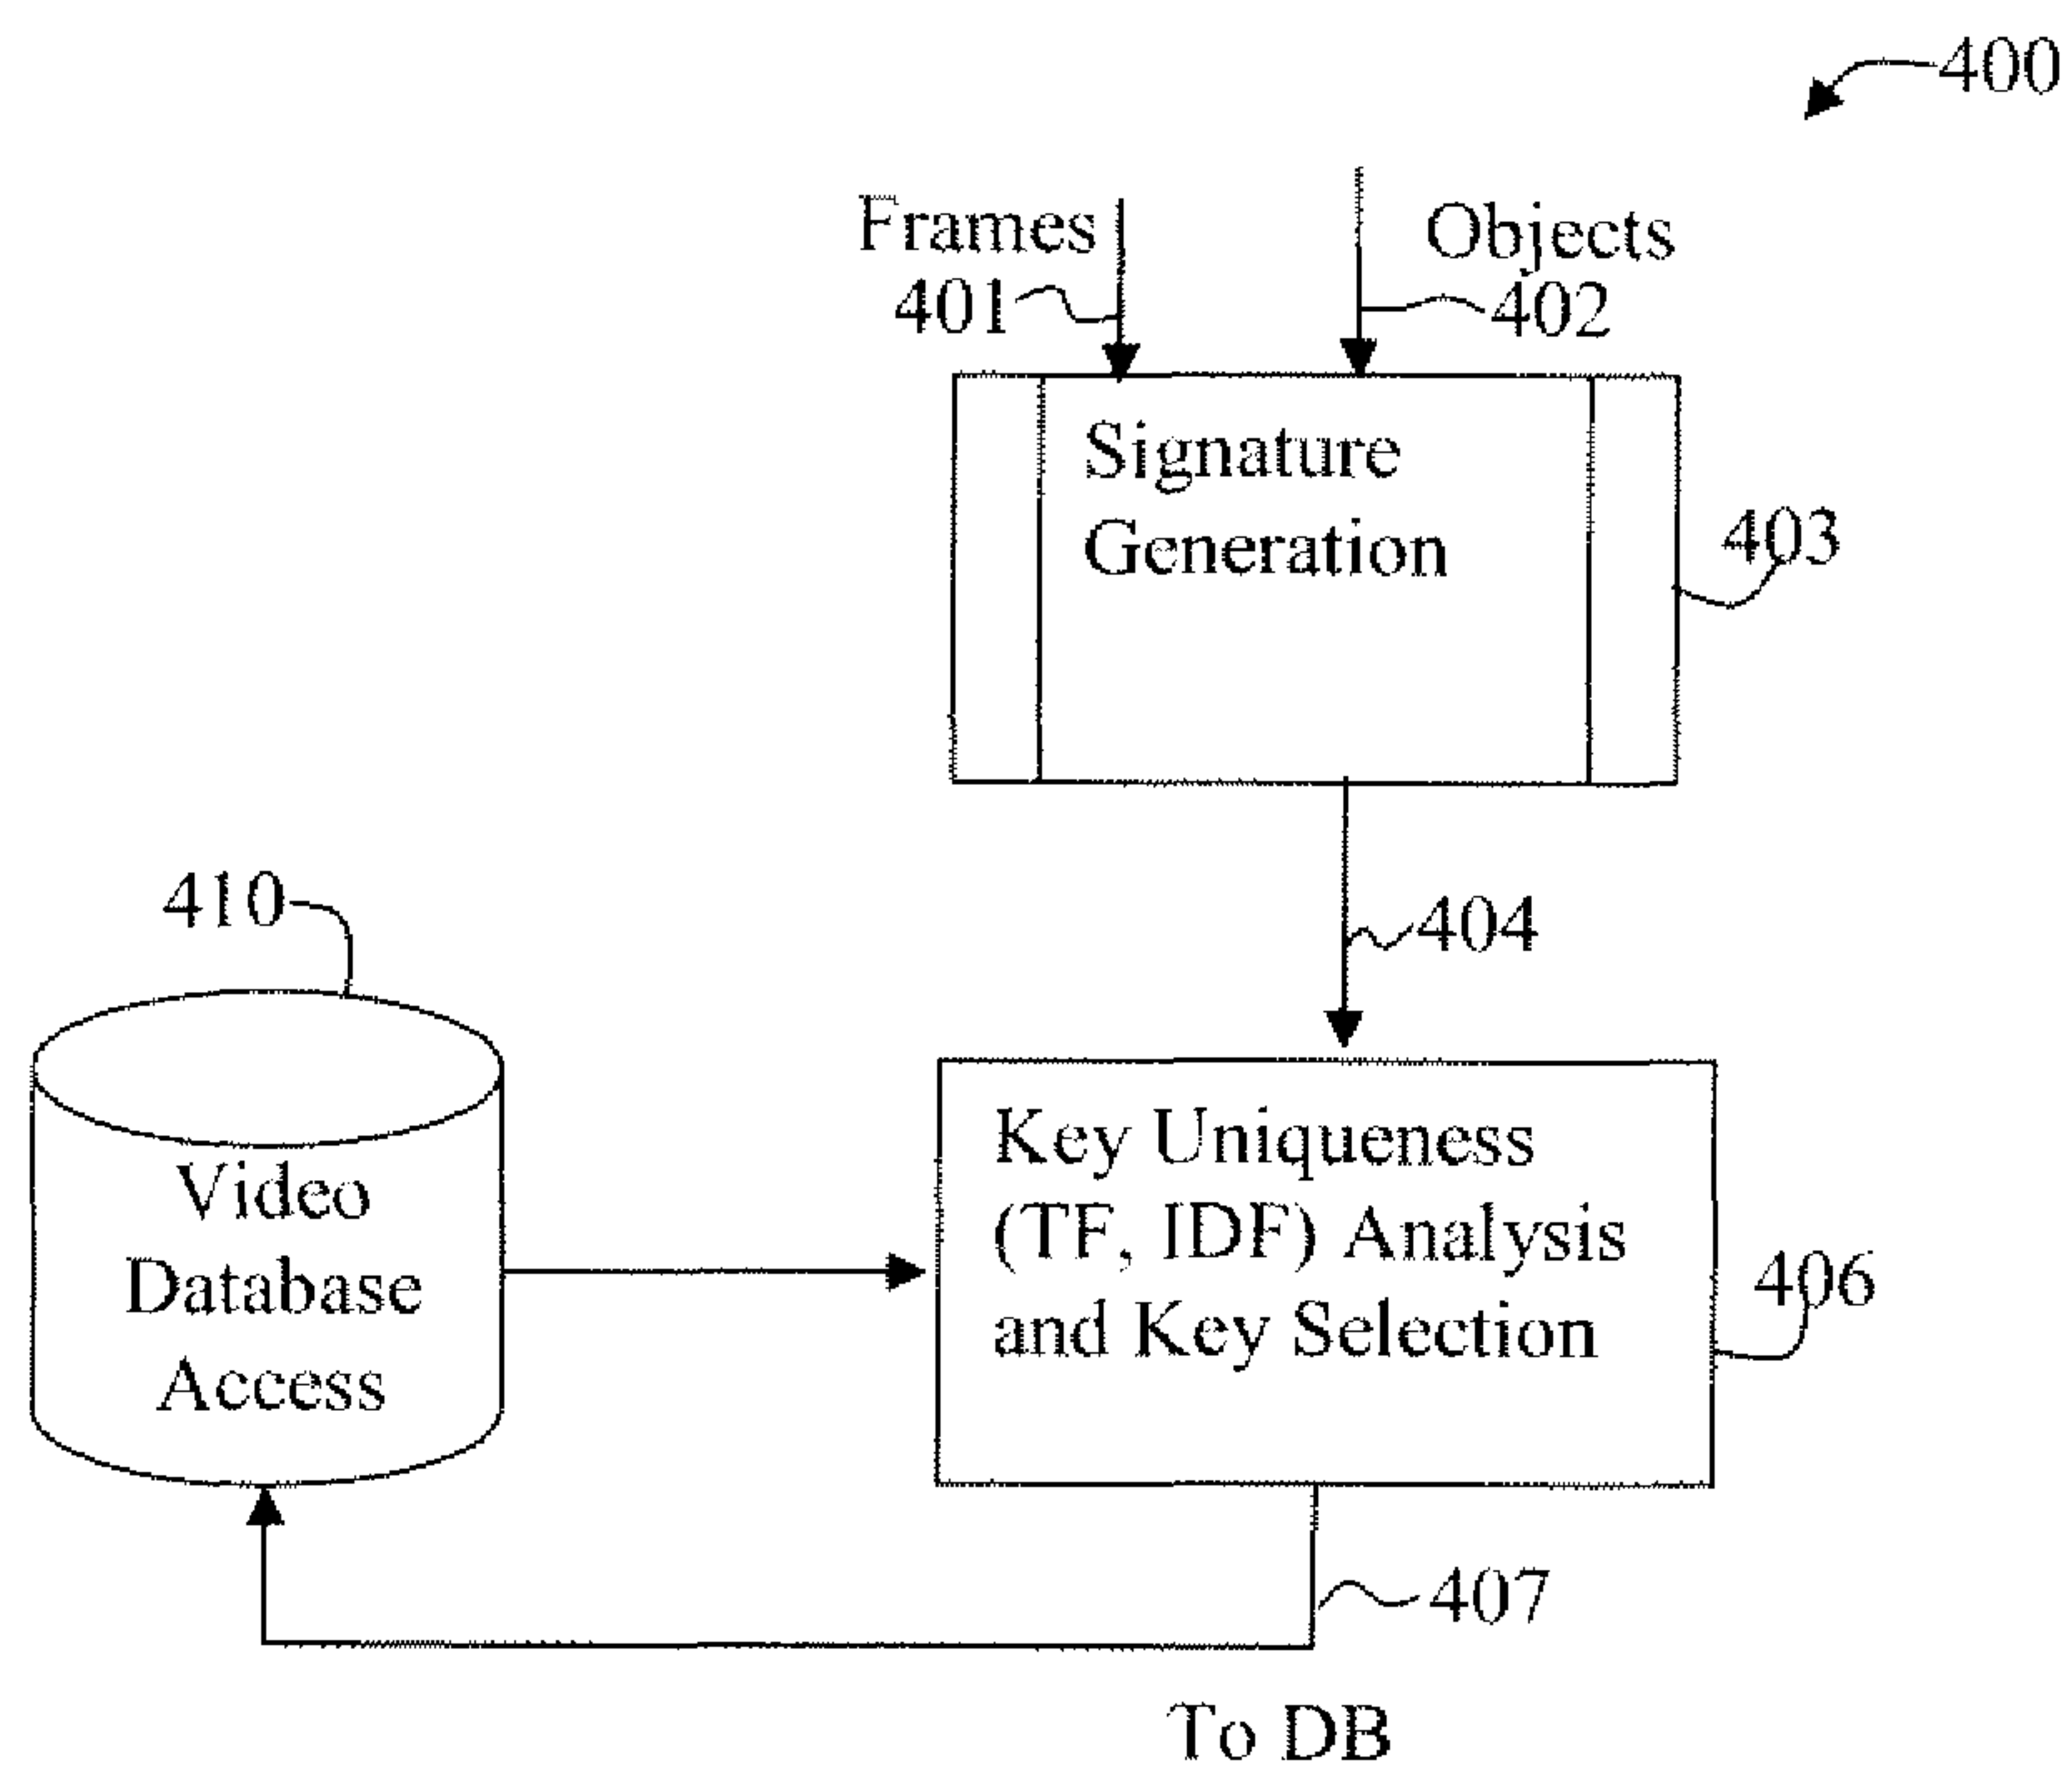 400
Frames
401
Objects
402
Signature
Generation
403
404
410
Video
Database
Access
Key Uniqueness
(TF, IDF) Analysis
and Key Selection
406
407
To DB